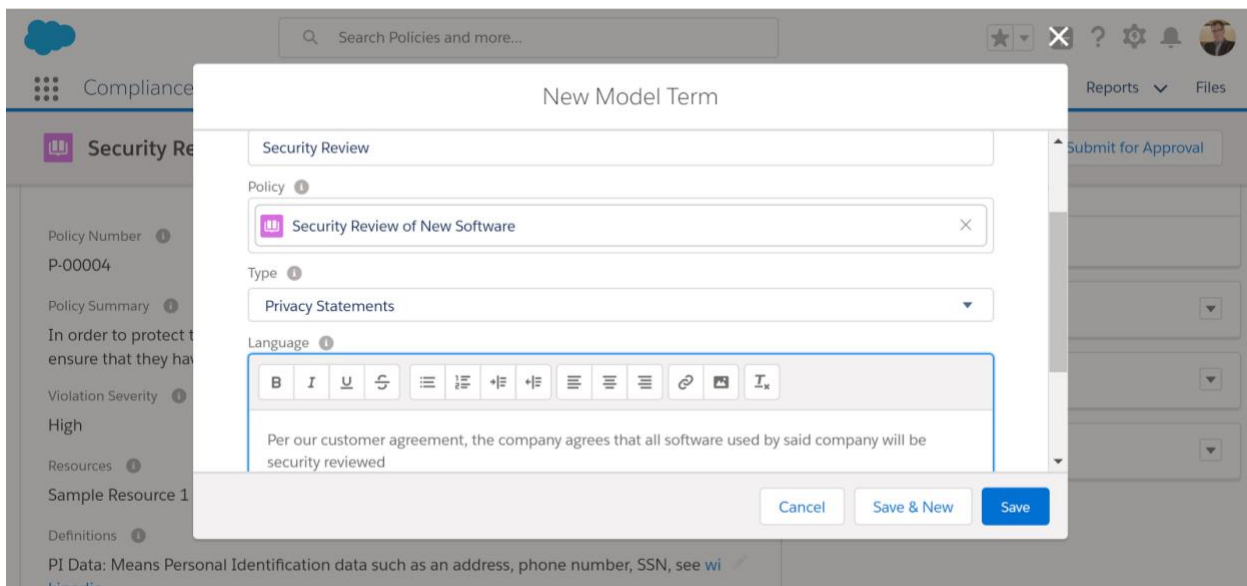 Search Policies and more...
Compliance
New Model Term
Reports
Files
Security Re
Submit for Approval
Security Review
Policy
Security Review of New Software
Type
Privacy Statements
Language
B I U S
Per our customer agreement, the company agrees that all software used by said company will be
security reviewed
Cancel
Save & New
Save
Policy Number
P-00004
Policy Summary
In order to protect t
ensure that they hav
Violation Severity
High
Resources
Sample Resource 1
Definitions
PI Data: Means Personal Identification data such as an address, phone number, SSN, see wi